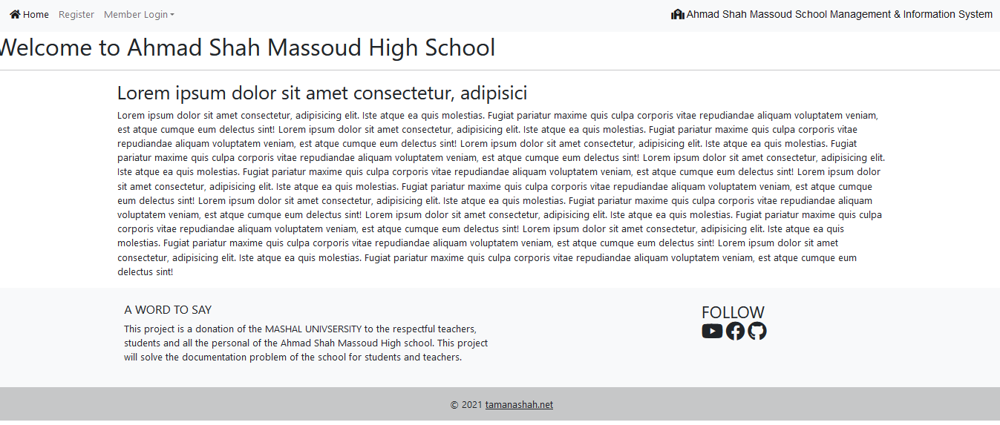 Home Register Member Login Ahmad Shah Massoud School Management & Information System
Welcome to Ahmad Shah Massoud High School
Lorem ipsum dolor sit amet consectetur, adipisici
Lorem ipsum dolor sit amet consectetur, adipisicing elit. Iste atque ea quis molestias. Fugiat pariatur maxime quis culpa corporis vitae repudiandae aliquam voluptatem veniam,
est atque cumque eum delectus sint! Lorem ipsum dolor sit amet consectetur, adipisicing elit. Iste atque ea quis molestias. Fugiat pariatur maxime quis culpa corporis vitae
repudiandae aliquam voluptatem veniam, est atque cumque eum delectus sint! Lorem ipsum dolor sit amet consectetur, adipisicing elit. Iste atque ea quis molestias. Fugiat
pariatur maxime quis culpa corporis vitae repudiandae aliquam voluptatem veniam, est atque cumque eum delectus sint! Lorem ipsum dolor sit amet consectetur, adipisicing elit.
Iste atque ea quis molestias. Fugiat pariatur maxime quis culpa corporis vitae repudiandae aliquam voluptatem veniam, est atque cumque eum delectus sint! Lorem ipsum dolor
sit amet consectetur, adipisicing elit. Iste atque ea quis molestias. Fugiat pariatur maxime quis culpa corporis vitae repudiandae aliquam voluptatem veniam, est atque cumque
eum delectus sint! Lorem ipsum dolor sit amet consectetur, adipisicing elit. Iste atque ea quis molestias. Fugiat pariatur maxime quis culpa corporis vitae repudiandae aliquam
voluptatem veniam, est atque cumque eum delectus sint! Lorem ipsum dolor sit amet consectetur, adipisicing elit. Iste atque ea quis molestias. Fugiat pariatur maxime quis culpa
corporis vitae repudiandae aliquam voluptatem veniam, est atque cumque eum delectus sint! Lorem ipsum dolor sit amet consectetur, adipisicing elit. Iste atque ea quis
molestias. Fugiat pariatur maxime quis culpa corporis vitae repudiandae aliquam voluptatem veniam, est atque cumque eum delectus sint! Lorem ipsum dolor sit amet
consectetur, adipisicing elit. Iste atque ea quis molestias. Fugiat pariatur maxime quis culpa corporis vitae repudiandae aliquam voluptatem veniam, est atque cumque eum
delectus sint!
A WORD TO SAY
This project is a donation of the MASHAL UNIVSERSITY to the respectful teachers,
students and all the personal of the Ahmad Shah Massoud High school. This project
will solve the documentation problem of the school for students and teachers.
FOLLOW
© 2021 tamanashah.net